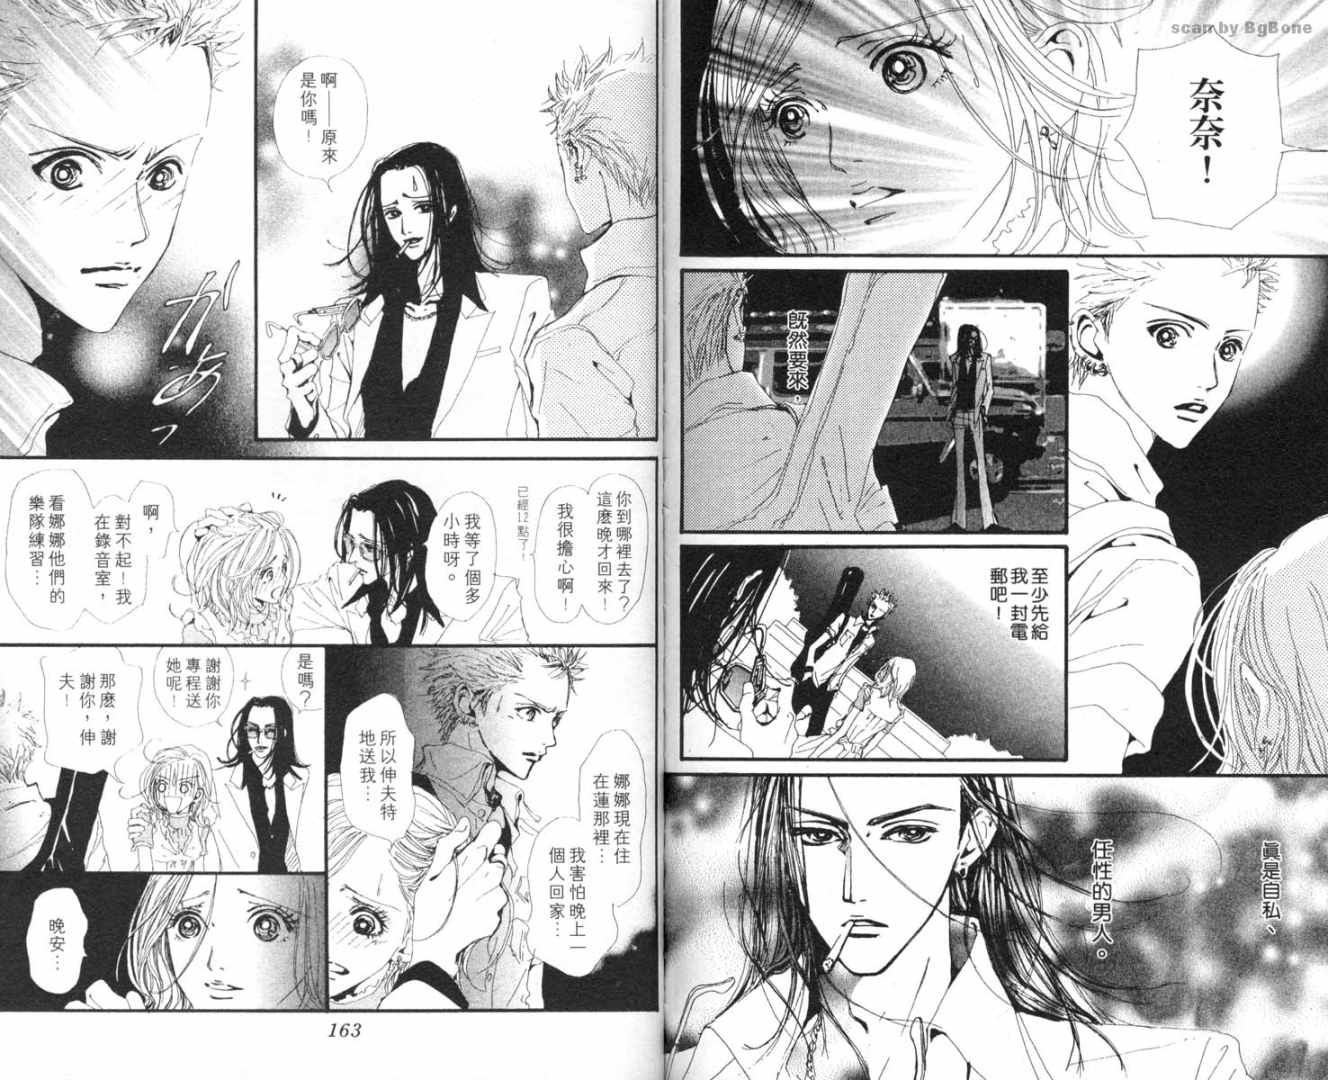 scan by BgBone
奈奈！
既然要來，
至少先給
我一封電
郵吧！
真是自私、
任性的男人。
啊——原來
是你嗎！
かあっ
你到哪裡去了？
這麼晚才回來！
我很擔心啊！
已經12點了！
我等了個多
小時呀。
啊，
對不起！我
在錄音室，
看娜娜他們的
樂隊練習…
娜娜現在住
在蓮那裡…
我害怕晚上一
個人回家…
所以伸夫特
地送我…
是嗎？
謝謝你
專程送
她呢！
那麼，謝
謝你，伸
夫！
晚安…
163